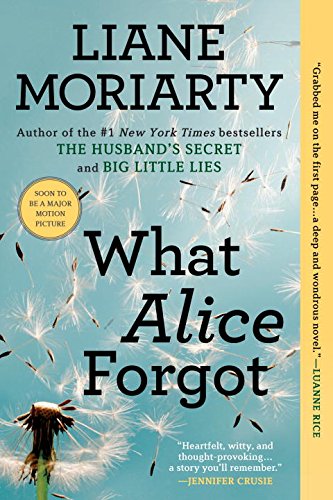 LIANE
MORIARTY
Author of the #1 New York Times bestsellers
THE HUSBAND'S SECRET
and BIG LITTLE LIES
SOON TO
BE A MAJOR
MOTION
PICTURE
What
Alice
Forgot
"Heartfelt, witty, and
thought-provoking...
a story you'll remember."
—JENNIFER CRUSIE
"Grabbed me on the first page...a deep and wondrous novel."—LUANNE RICE